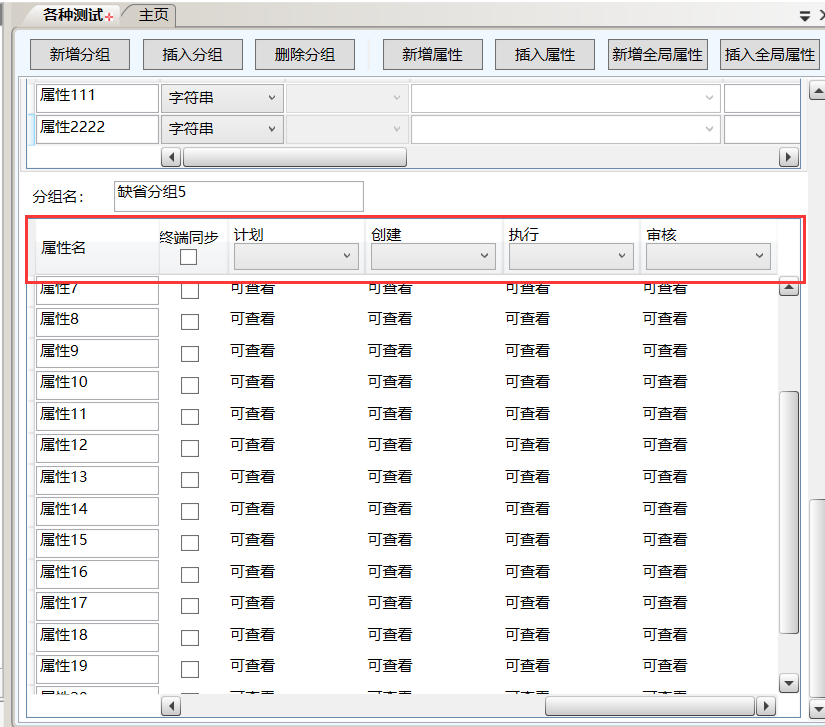 各种测试+ 主页
新增分组 插入分组 删除分组 新增属性 插入属性 新增全局属性 插入全局属性
属性111 字符串
属性2222 字符串
分组名： 缺省分组5
属性名 终端同步 计划 创建 执行 审核
属性7 可查看 可查看 可查看 可查看
属性8 可查看 可查看 可查看 可查看
属性9 可查看 可查看 可查看 可查看
属性10 可查看 可查看 可查看 可查看
属性11 可查看 可查看 可查看 可查看
属性12 可查看 可查看 可查看 可查看
属性13 可查看 可查看 可查看 可查看
属性14 可查看 可查看 可查看 可查看
属性15 可查看 可查看 可查看 可查看
属性16 可查看 可查看 可查看 可查看
属性17 可查看 可查看 可查看 可查看
属性18 可查看 可查看 可查看 可查看
属性19 可查看 可查看 可查看 可查看